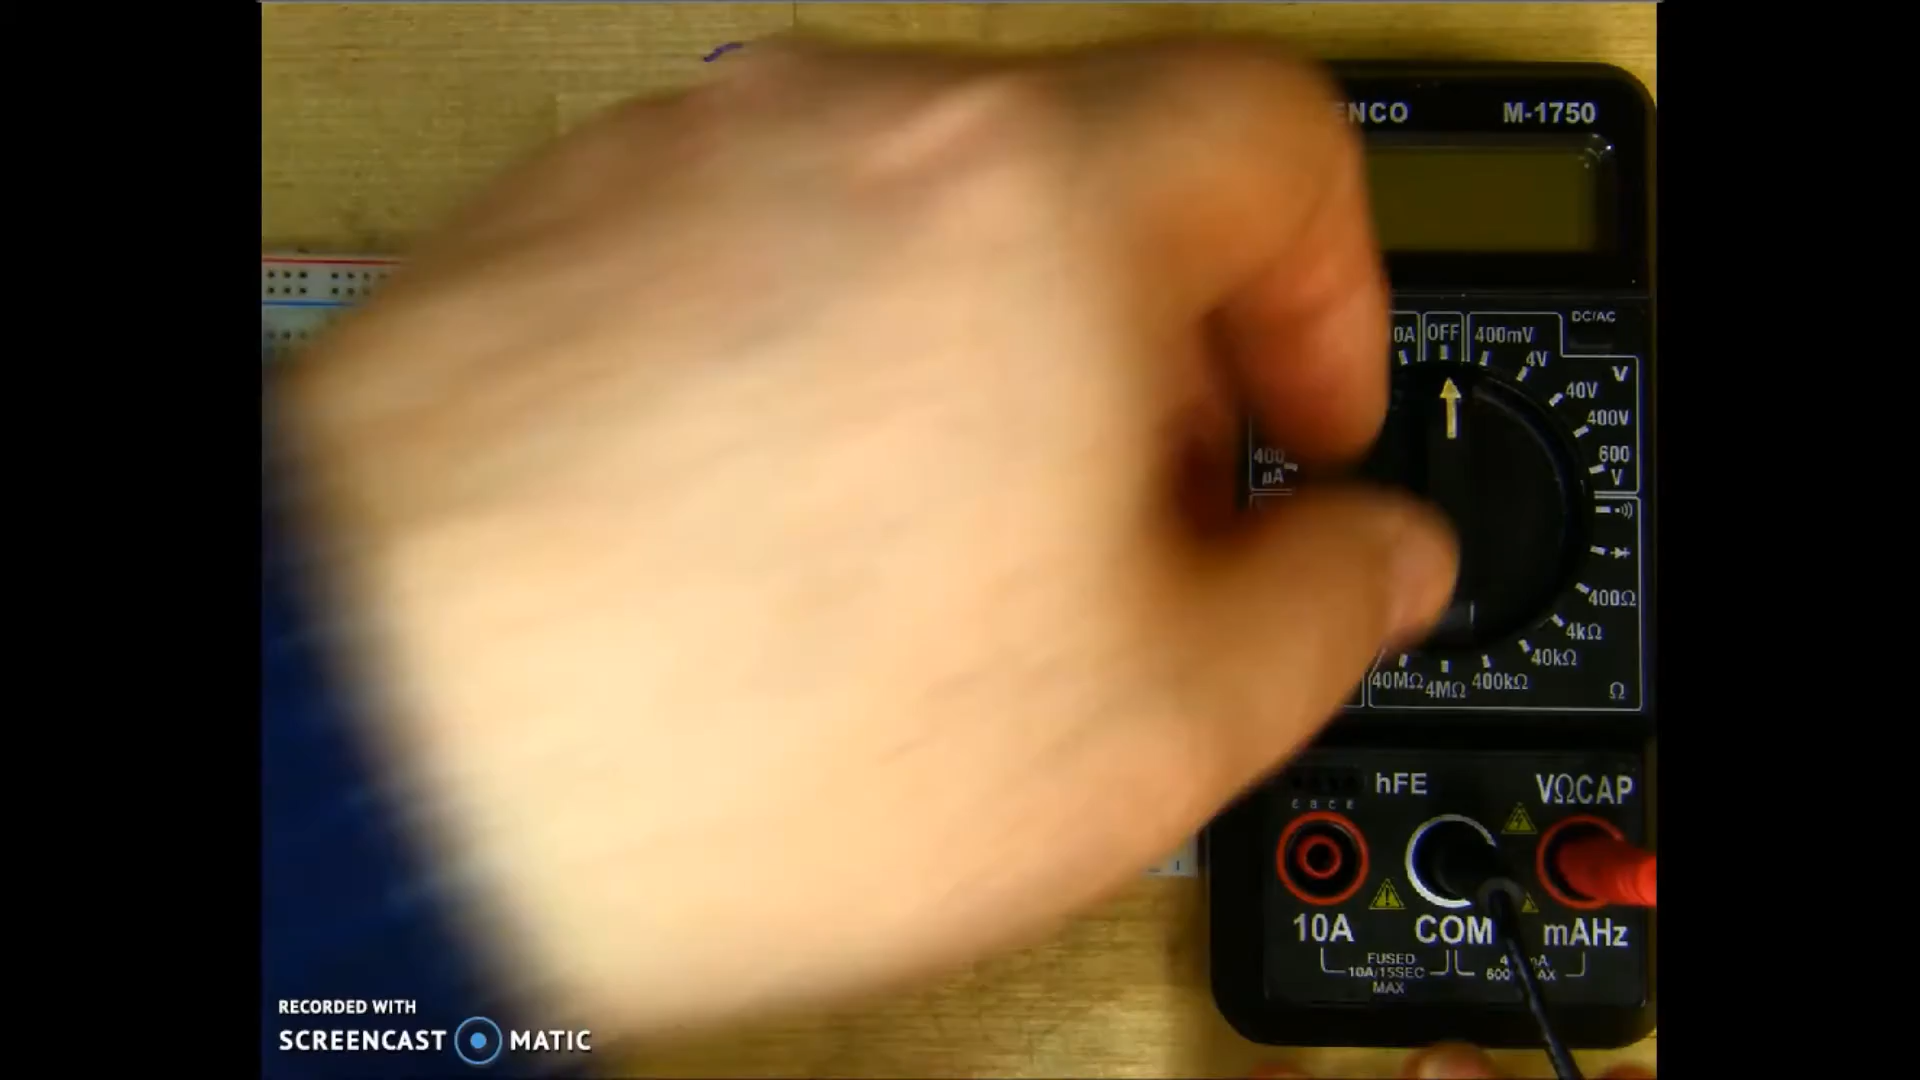 M-1750
DC/AC
OFF
400mV
4V
V
40V
400V
600
V
400
µA
400Ω
4kΩ
40kΩ
40MΩ
4MΩ
400kΩ
Ω
hFE
VΩCAP
C B C E
10A
COM
mAHz
FUSED
10A/15SEC
MAX
RECORDED WITH
SCREENCAST MATIC